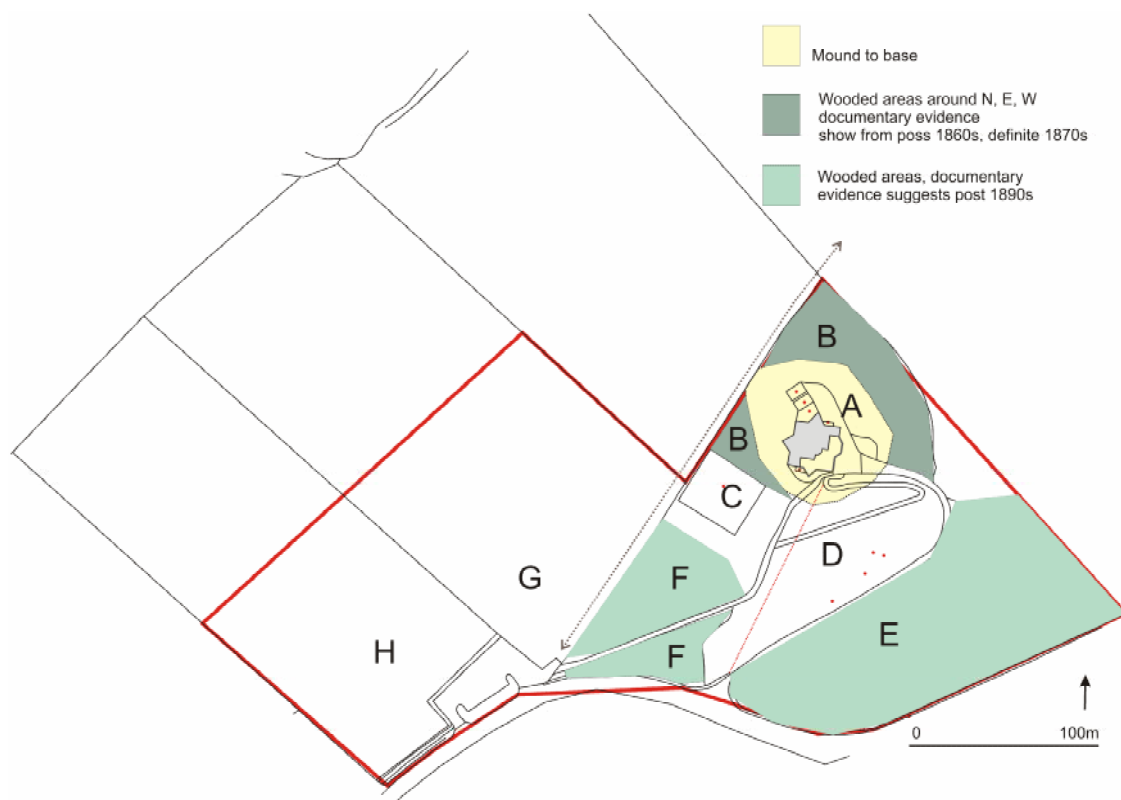 Mound to base
Wooded areas around N, E, W
documentary evidence
show from poss 1860s, definite 1870s
Wooded areas, documentary
evidence suggests post 1890s
B
A
B
C
D
G
F
E
H
F
0
100m